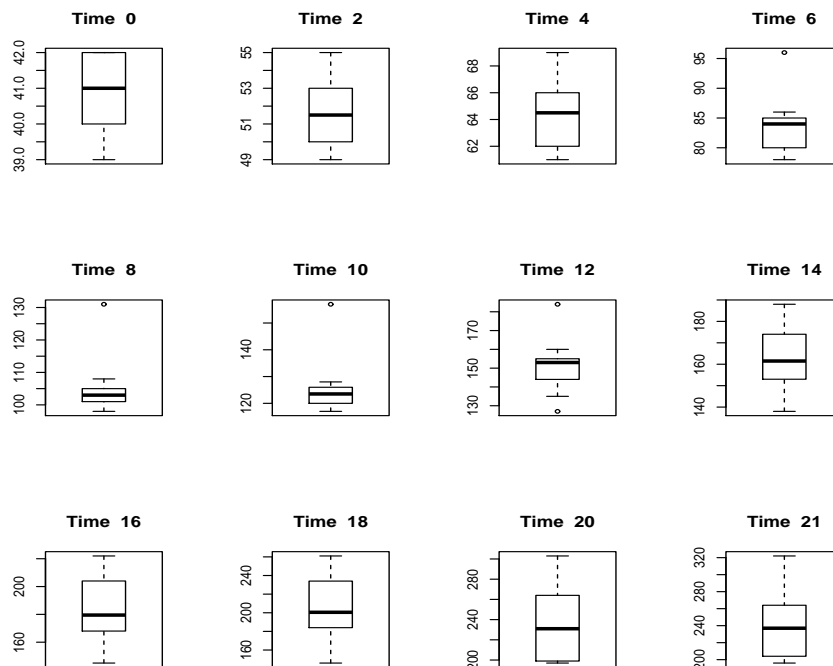 Time 0
Time 2
Time 4
Time 6
39.0 40.0 41.0 42.0
49 51 53 55
62 64 66 68
80 85 90 95
Time 8
Time 10
Time 12
Time 14
100 110 120 130
120 140
130 150 170
140 160 180
Time 16
Time 18
Time 20
Time 21
160 200
160 200 240
200 240 280
200 240 280 320